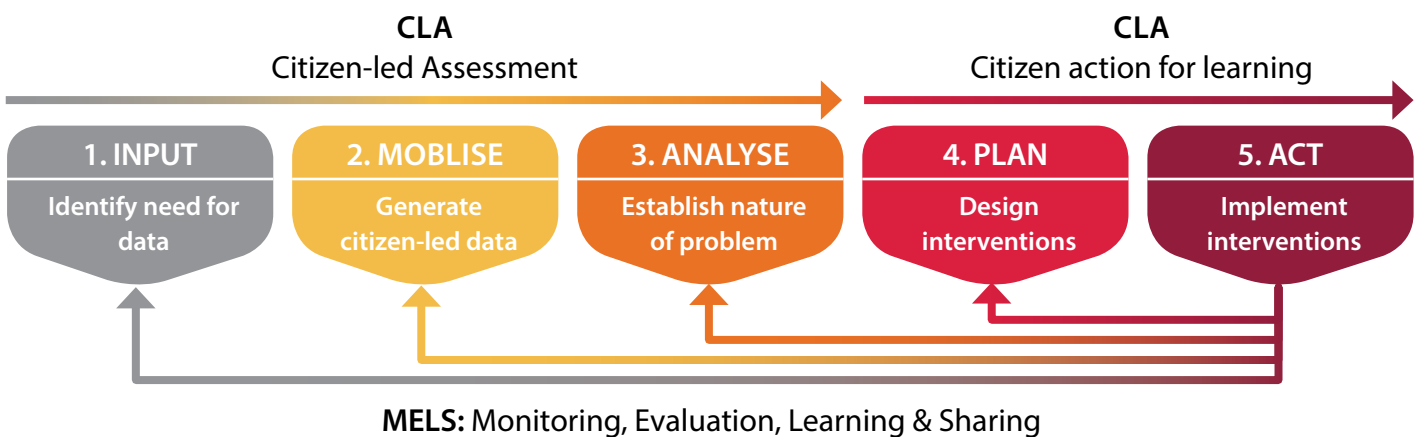 CLA
Citizen-led Assessment
CLA
Citizen action for learning
1. INPUT
Identify need for
data
2. MOBLISE
Generate
citizen-led data
3. ANALYSE
Establish nature
of problem
4. PLAN
Design
interventions
5. ACT
Implement
interventions
MELS: Monitoring, Evaluation, Learning & Sharing